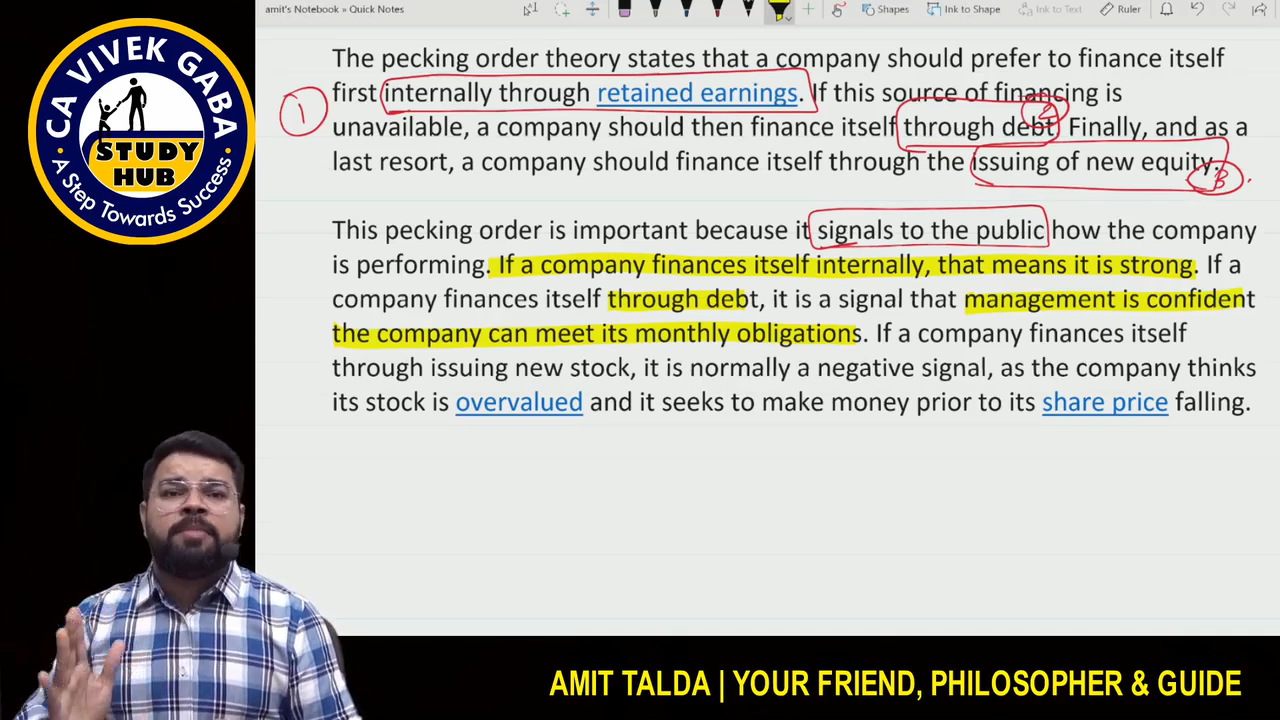 amit's Notebook » Quick Notes
Shapes
Ink to Shape
Ink to Text
Ruler
CA VIVEK GABA
STUDY
HUB
• A Step Towards Success •
The pecking order theory states that a company should prefer to finance itself
first internally through retained earnings. If this source of financing is
unavailable, a company should then finance itself through debt. Finally, and as a
last resort, a company should finance itself through the issuing of new equity.
1
2
3
This pecking order is important because it signals to the public how the company
is performing. If a company finances itself internally, that means it is strong. If a
company finances itself through debt, it is a signal that management is confident
the company can meet its monthly obligations. If a company finances itself
through issuing new stock, it is normally a negative signal, as the company thinks
its stock is overvalued and it seeks to make money prior to its share price falling.
AMIT TALDA | YOUR FRIEND, PHILOSOPHER & GUIDE